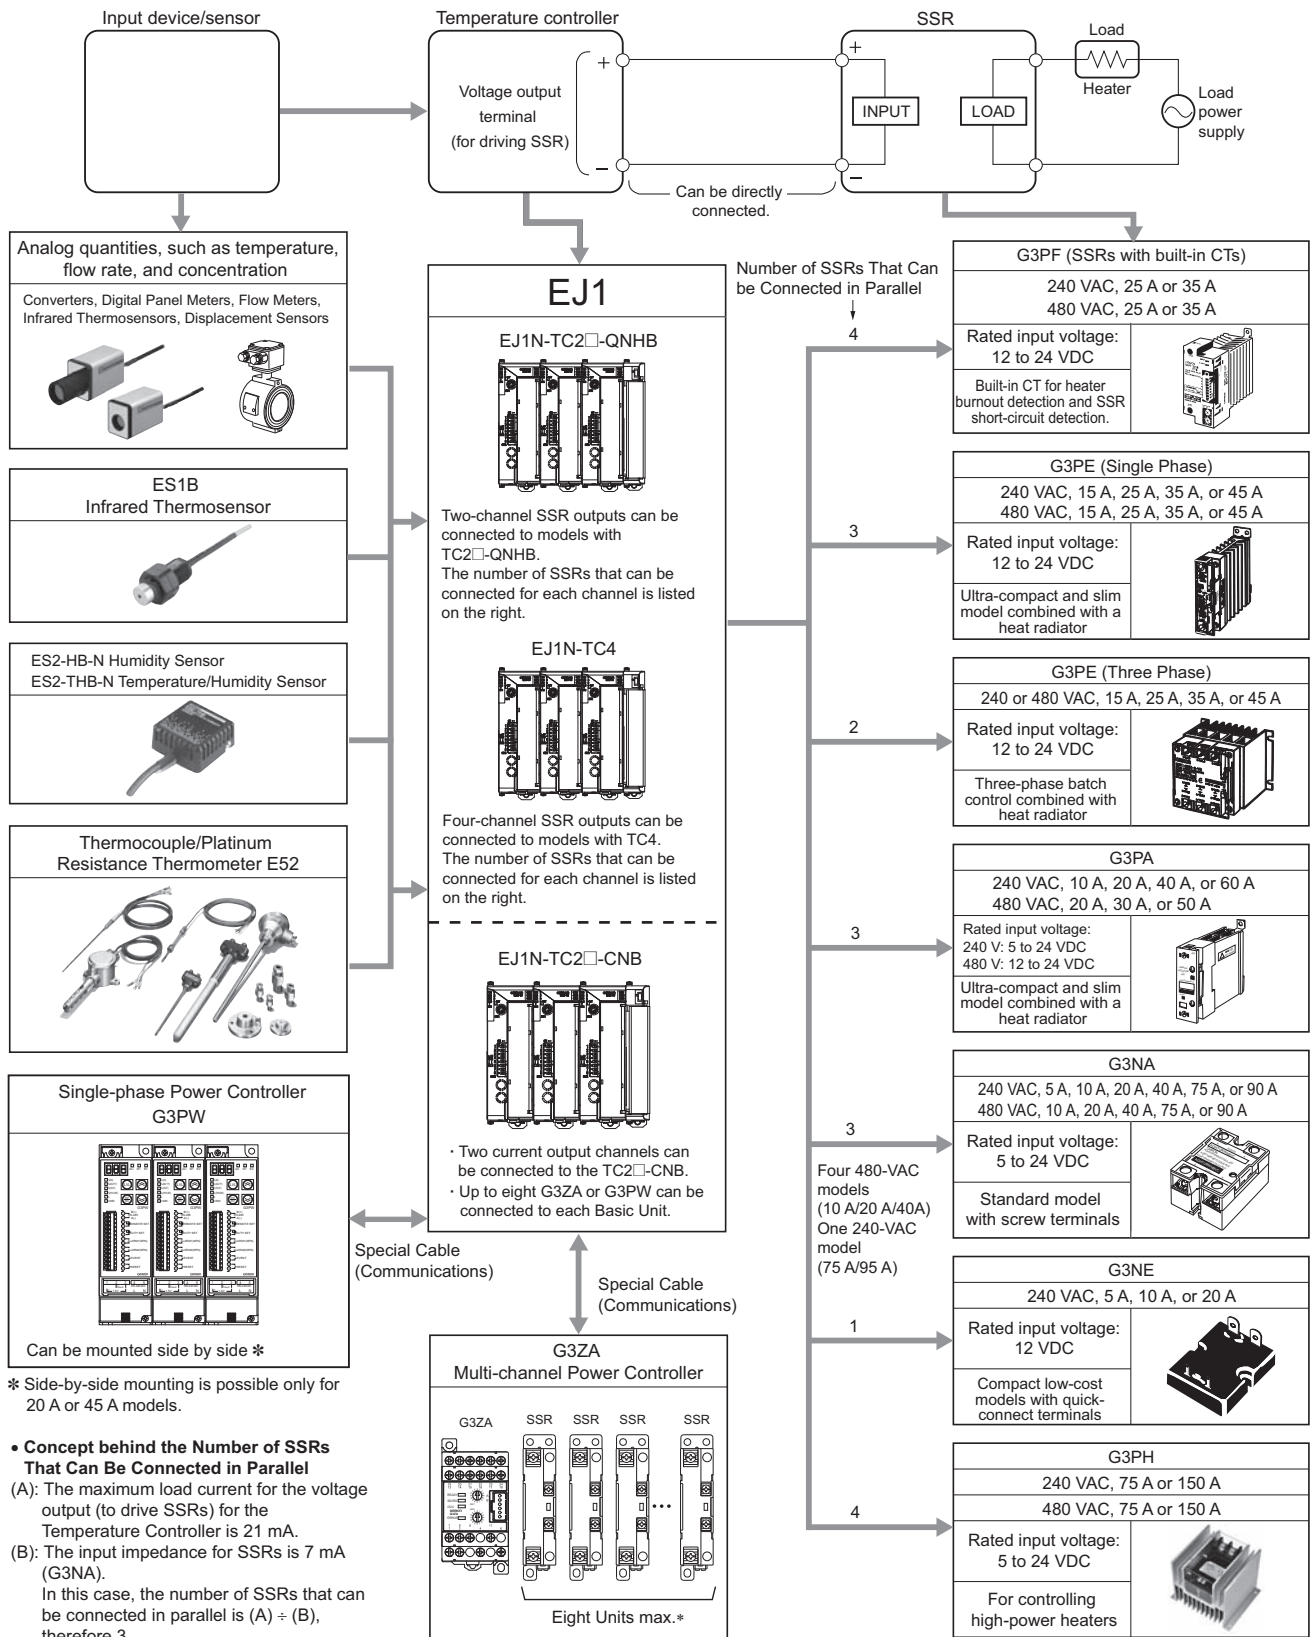 Input device/sensor
Temperature controller
SSR
Voltage output
terminal
(for driving SSR)
+
−
+
−
INPUT
LOAD
Load
Heater
Load
power
supply
Can be directly
connected.
Analog quantities, such as temperature,
flow rate, and concentration
Converters, Digital Panel Meters, Flow Meters,
Infrared Thermosensors, Displacement Sensors
ES1B
Infrared Thermosensor
ES2-HB-N Humidity Sensor
ES2-THB-N Temperature/Humidity Sensor
Thermocouple/Platinum
Resistance Thermometer E52
Single-phase Power Controller
G3PW
Can be mounted side by side *
* Side-by-side mounting is possible only for
20 A or 45 A models.
• Concept behind the Number of SSRs
That Can Be Connected in Parallel
(A): The maximum load current for the voltage
output (to drive SSRs) for the
Temperature Controller is 21 mA.
(B): The input impedance for SSRs is 7 mA
(G3NA).
In this case, the number of SSRs that can
be connected in parallel is (A) ÷ (B),
therefore 3.
EJ1
EJ1N-TC2□-QNHB
Two-channel SSR outputs can be
connected to models with
TC2□-QNHB.
The number of SSRs that can be
connected for each channel is listed
on the right.
EJ1N-TC4
Four-channel SSR outputs can be
connected to models with TC4.
The number of SSRs that can be
connected for each channel is listed
on the right.
EJ1N-TC2□-CNB
· Two current output channels can
be connected to the TC2□-CNB.
· Up to eight G3ZA or G3PW can be
connected to each Basic Unit.
Special Cable
(Communications)
Special Cable
(Communications)
G3ZA
Multi-channel Power Controller
G3ZA
SSR SSR SSR SSR
Eight Units max.*
Number of SSRs That Can
be Connected in Parallel
4
3
2
3
3
Four 480-VAC
models
(10 A/20 A/40A)
One 240-VAC
model
(75 A/95 A)
1
4
G3PF (SSRs with built-in CTs)
240 VAC, 25 A or 35 A
480 VAC, 25 A or 35 A
Rated input voltage:
12 to 24 VDC
Built-in CT for heater
burnout detection and SSR
short-circuit detection.
G3PE (Single Phase)
240 VAC, 15 A, 25 A, 35 A, or 45 A
480 VAC, 15 A, 25 A, 35 A, or 45 A
Rated input voltage:
12 to 24 VDC
Ultra-compact and slim
model combined with a
heat radiator
G3PE (Three Phase)
240 or 480 VAC, 15 A, 25 A, 35 A, or 45 A
Rated input voltage:
12 to 24 VDC
Three-phase batch
control combined with
heat radiator
G3PA
240 VAC, 10 A, 20 A, 40 A, or 60 A
480 VAC, 20 A, 30 A, or 50 A
Rated input voltage:
240 V: 5 to 24 VDC
480 V: 12 to 24 VDC
Ultra-compact and slim
model combined with a
heat radiator
G3NA
240 VAC, 5 A, 10 A, 20 A, 40 A, 75 A, or 90 A
480 VAC, 10 A, 20 A, 40 A, 75 A, or 90 A
Rated input voltage:
5 to 24 VDC
Standard model
with screw terminals
G3NE
240 VAC, 5 A, 10 A, or 20 A
Rated input voltage:
12 VDC
Compact low-cost
models with quick-
connect terminals
G3PH
240 VAC, 75 A or 150 A
480 VAC, 75 A or 150 A
Rated input voltage:
5 to 24 VDC
For controlling
high-power heaters